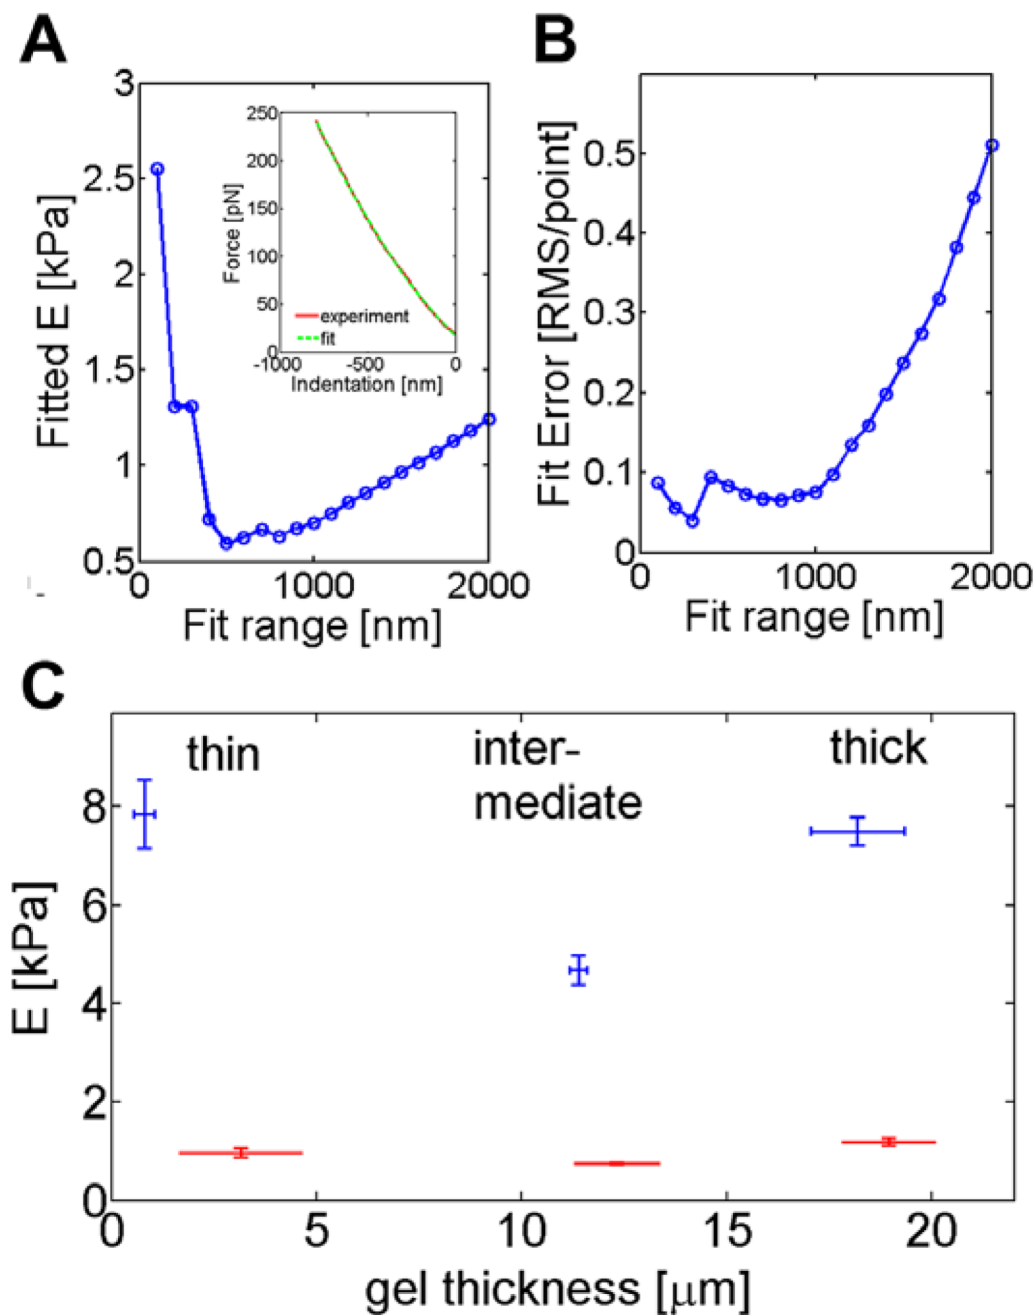 A
B
3
2.5
2
1.5
1
0.5
0
1000
2000
Fitted E [kPa]
Fit range [nm]
250
200
150
100
50
0
-1000
-500
0
Force [pN]
experiment
fit
Indentation [nm]
0.5
0.4
0.3
0.2
0.1
0
0
1000
2000
Fit Error [RMS/point]
Fit range [nm]
C
thin
inter-
mediate
thick
8
6
4
2
0
0
5
10
15
20
E [kPa]
gel thickness [μm]